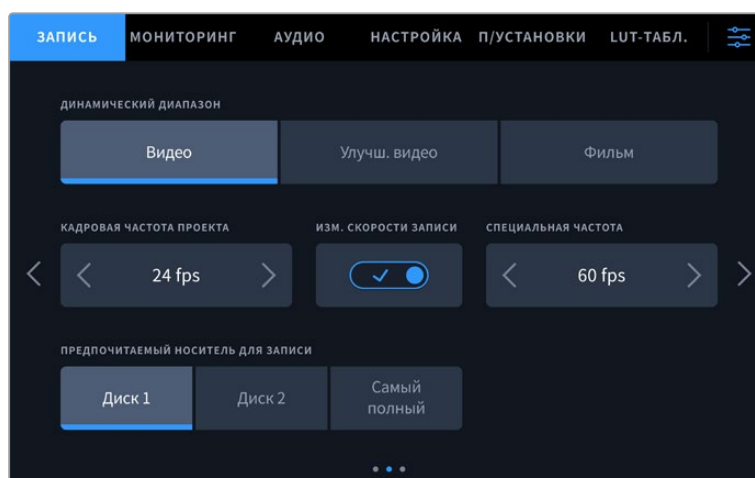 ЗАПИСЬ МОНИТОРИНГ АУДИО НАСТРОЙКА П/УСТАНОВКИ LUT-ТАБЛ.
ДИНАМИЧЕСКИЙ ДИАПАЗОН
Видео Улучш. видео Фильм
КАДРОВАЯ ЧАСТОТА ПРОЕКТА ИЗМ. СКОРОСТИ ЗАПИСИ СПЕЦИАЛЬНАЯ ЧАСТОТА
24 fps 60 fps
ПРЕДПОЧИТАЕМЫЙ НОСИТЕЛЬ ДЛЯ ЗАПИСИ
Диск 1 Диск 2 Самый
полный